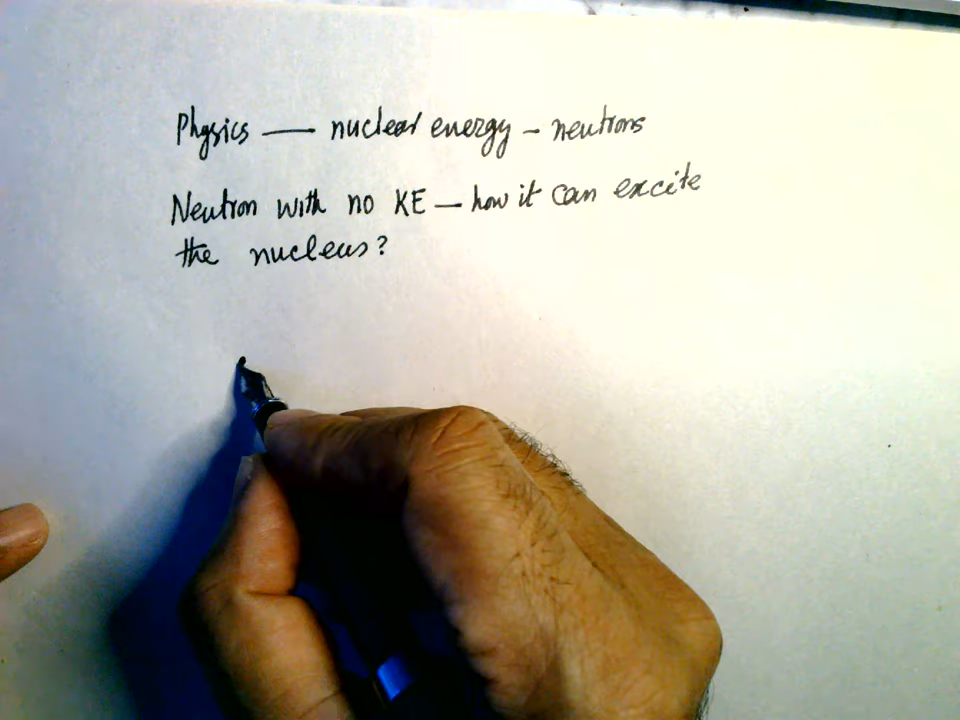 Physics — nuclear energy – neutrons
Neutron with no KE — how it can excite
the nucleus?